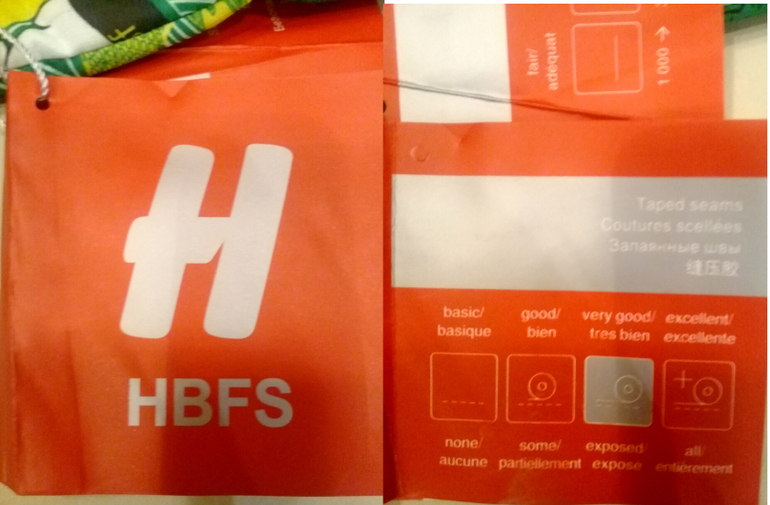 H
HBFS
fair/
adéquat
1 000 →
Taped seams
Coutures scellées
Запаянные швы
缝压胶
basic/
basique
good/
bien
very good/
tres bien
excellent/
excellente
none/
aucune
some/
partiellement
exposed/
expose
all/
entièrement